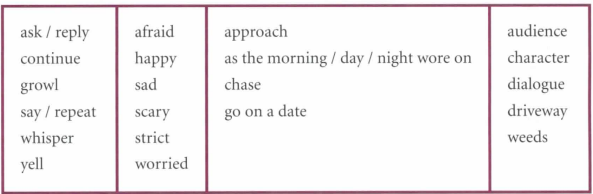 ask / reply
continue
growl
say / repeat
whisper
yell
afraid
happy
sad
scary
strict
worried
approach
as the morning / day / night wore on
chase
go on a date
audience
character
dialogue
driveway
weeds